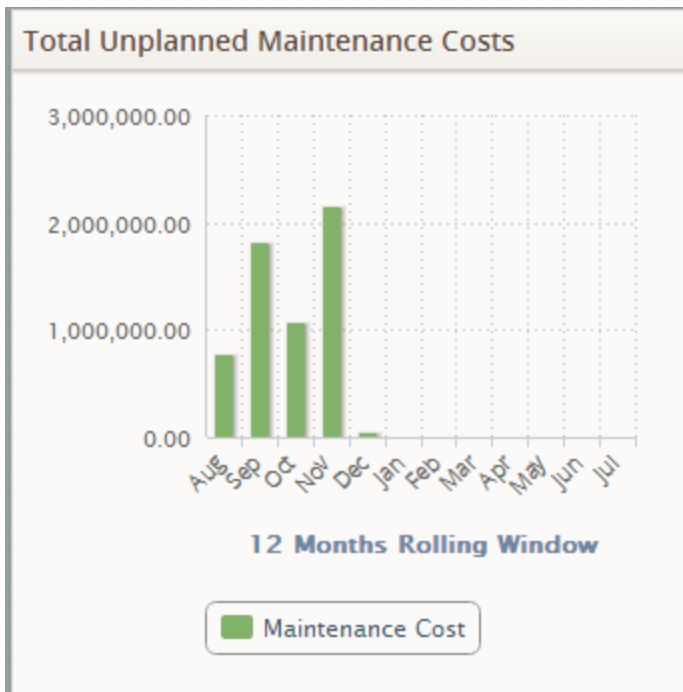 Total Unplanned Maintenance Costs
3,000,000.00
2,000,000.00
1,000,000.00
0.00
Aug Sep Oct Nov Dec Jan Feb Mar Apr May Jun Jul
12 Months Rolling Window
Maintenance Cost